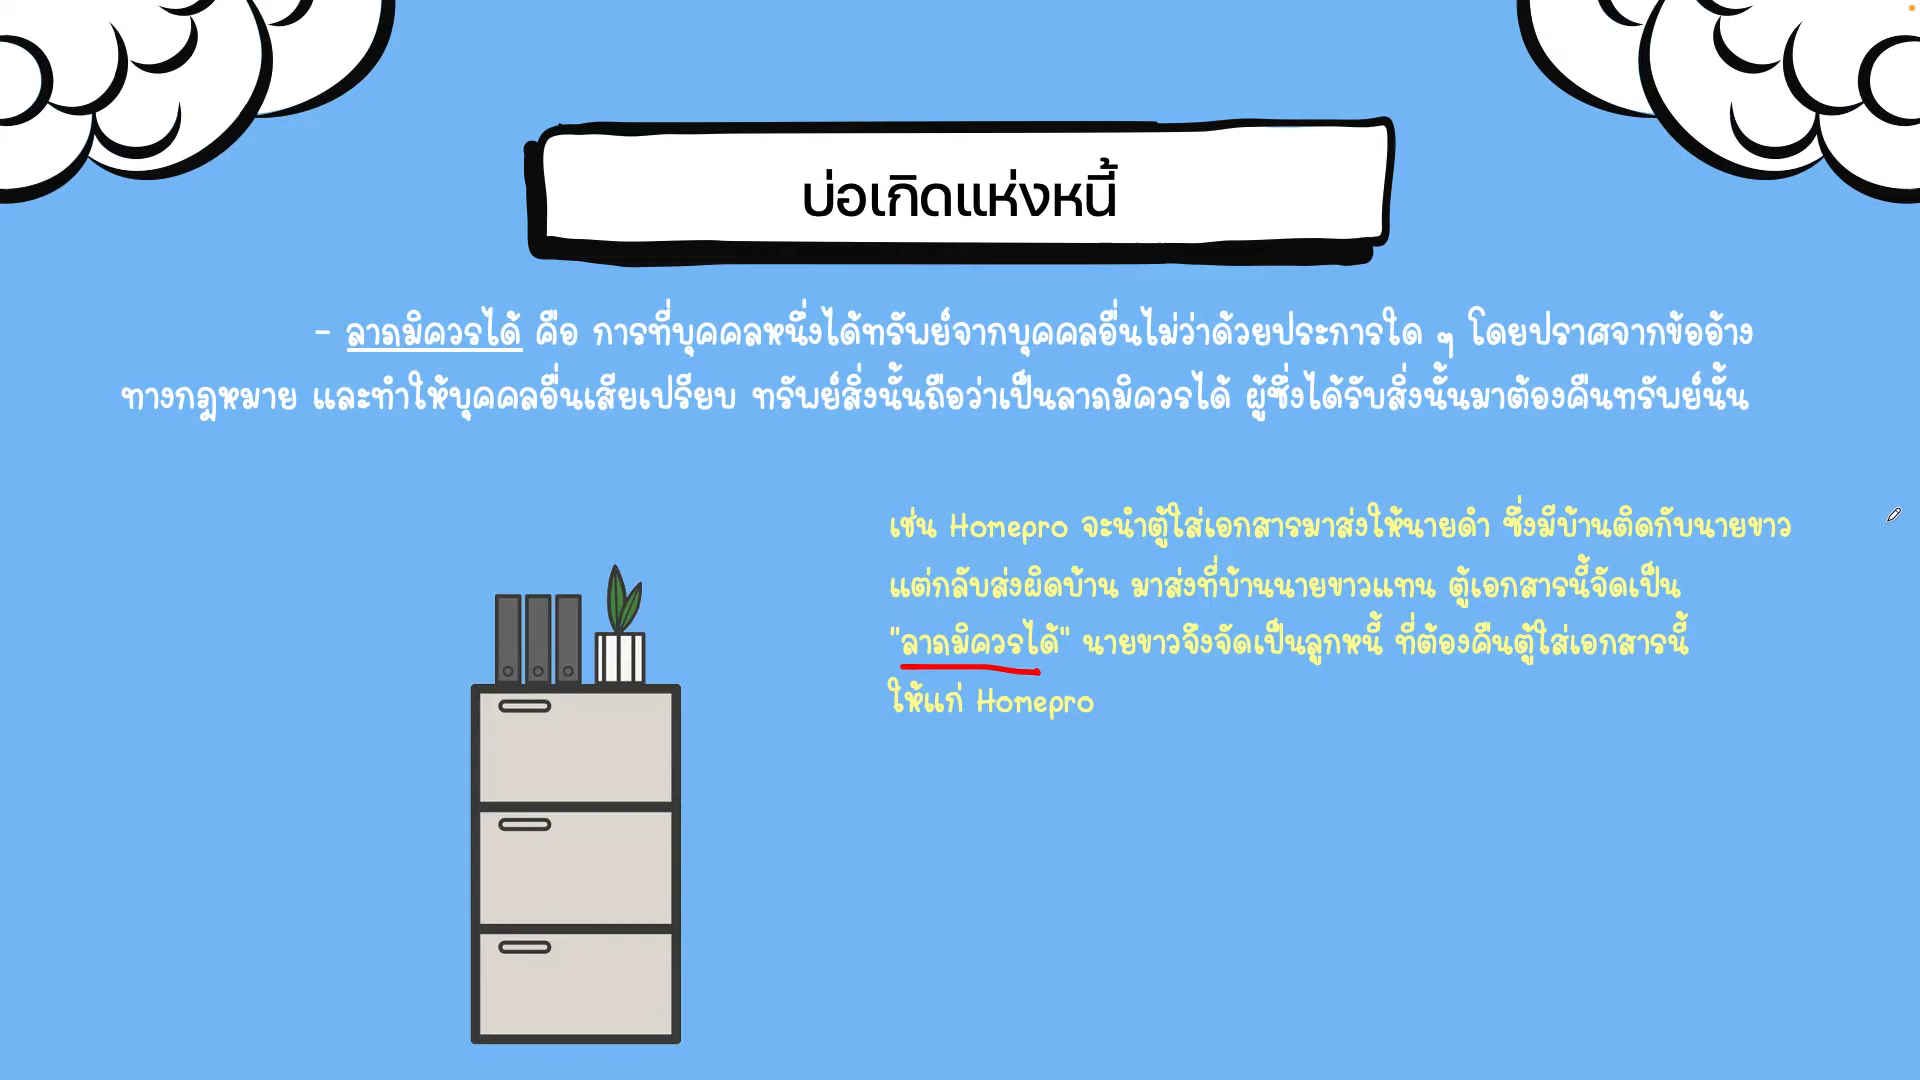 บ่อเกิดแห่งหนี้
- ลาภมิควรได้ คือ การที่บุคคลหนึ่งได้ทรัพย์จากบุคคลอื่นไม่ว่าด้วยประการใด ๆ โดยปราศจากข้ออ้าง
ทางกฎหมาย และทำให้บุคคลอื่นเสียเปรียบ ทรัพย์สิ่งนั้นถือว่าเป็นลาภมิควรได้ ผู้ซึ่งได้รับสิ่งนั้นมาต้องคืนทรัพย์นั้น
เช่น Homepro จะนำตู้ใส่เอกสารมาส่งให้นายดำ ซึ่งมีบ้านติดกับนายขาว
แต่กลับส่งผิดบ้าน มาส่งที่บ้านนายขาวแทน ตู้เอกสารนี้จัดเป็น
"ลาภมิควรได้" นายขาวจึงจัดเป็นลูกหนี้ ที่ต้องคืนตู้ใส่เอกสารนี้
ให้แก่ Homepro